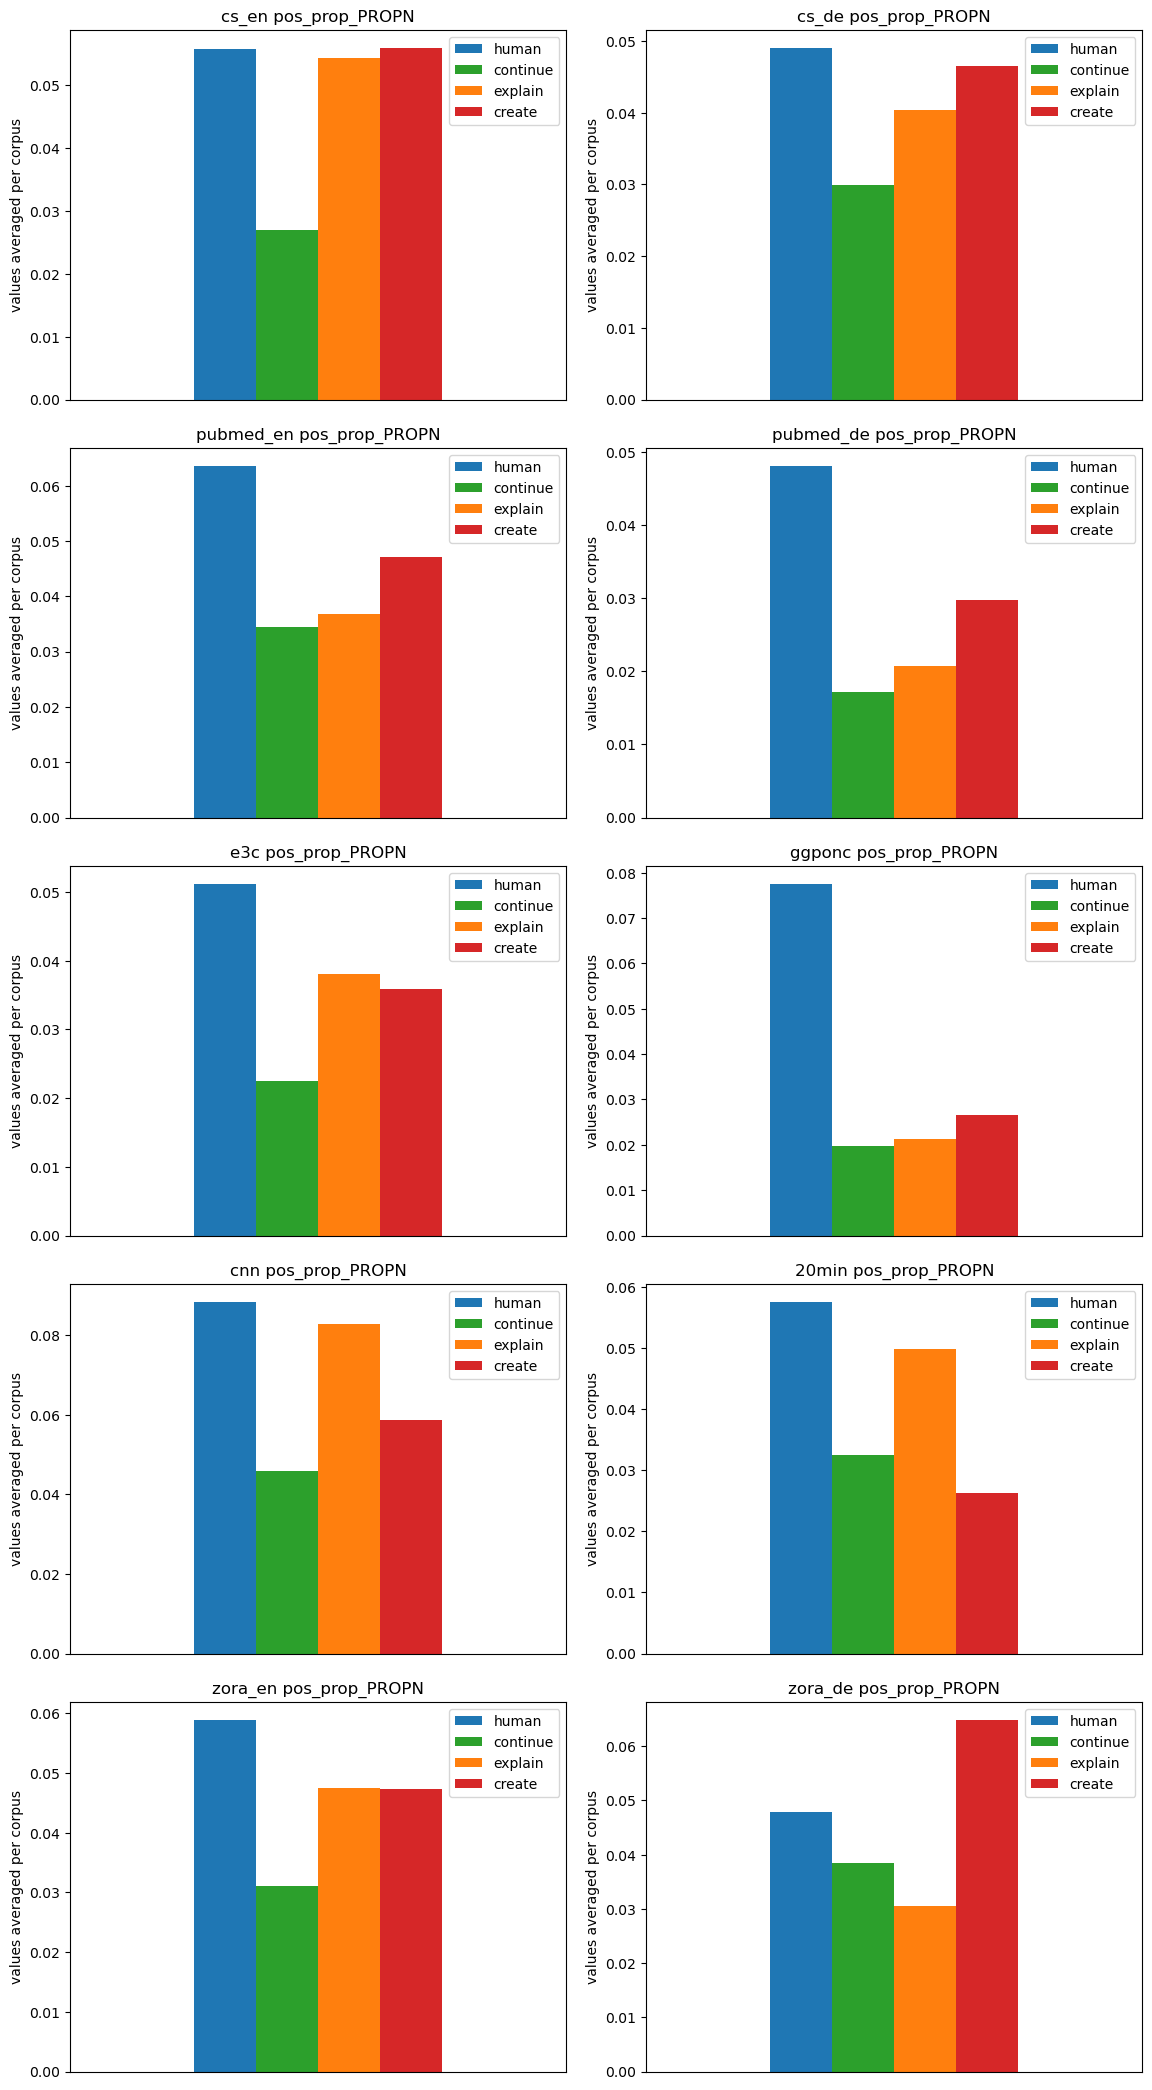 cs_en pos_prop_PROPN
values averaged per corpus
0.05
0.04
0.03
0.02
0.01
0.00
human
continue
explain
create
cs_de pos_prop_PROPN
values averaged per corpus
0.05
0.04
0.03
0.02
0.01
0.00
human
continue
explain
create
pubmed_en pos_prop_PROPN
values averaged per corpus
0.06
0.05
0.04
0.03
0.02
0.01
0.00
human
continue
explain
create
pubmed_de pos_prop_PROPN
values averaged per corpus
0.05
0.04
0.03
0.02
0.01
0.00
human
continue
explain
create
e3c pos_prop_PROPN
values averaged per corpus
0.05
0.04
0.03
0.02
0.01
0.00
human
continue
explain
create
ggponc pos_prop_PROPN
values averaged per corpus
0.08
0.07
0.06
0.05
0.04
0.03
0.02
0.01
0.00
human
continue
explain
create
cnn pos_prop_PROPN
values averaged per corpus
0.08
0.06
0.04
0.02
0.00
human
continue
explain
create
20min pos_prop_PROPN
values averaged per corpus
0.06
0.05
0.04
0.03
0.02
0.01
0.00
human
continue
explain
create
zora_en pos_prop_PROPN
values averaged per corpus
0.06
0.05
0.04
0.03
0.02
0.01
0.00
human
continue
explain
create
zora_de pos_prop_PROPN
values averaged per corpus
0.06
0.05
0.04
0.03
0.02
0.01
0.00
human
continue
explain
create